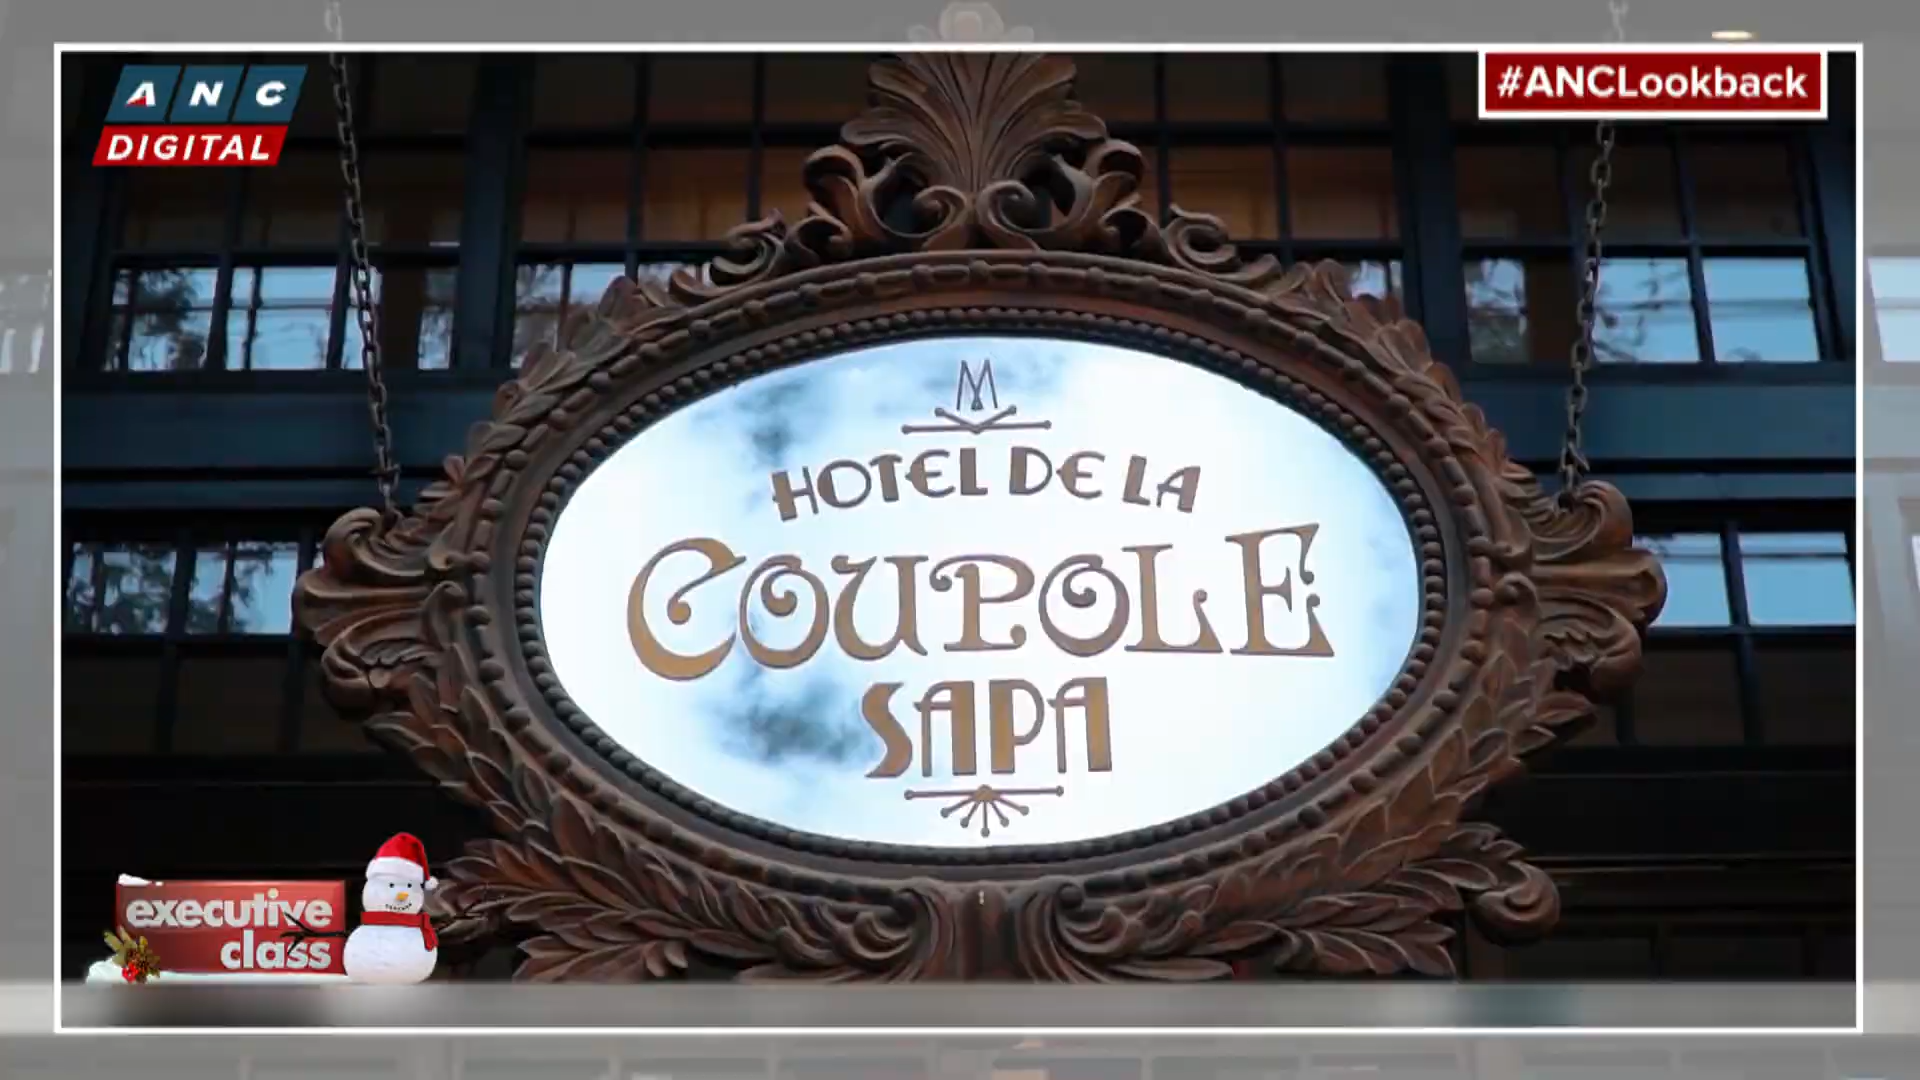 ANC
DIGITAL
#ANCLookback
M
HOTEL DE LA
COUPOLE
SAPA
executive
class